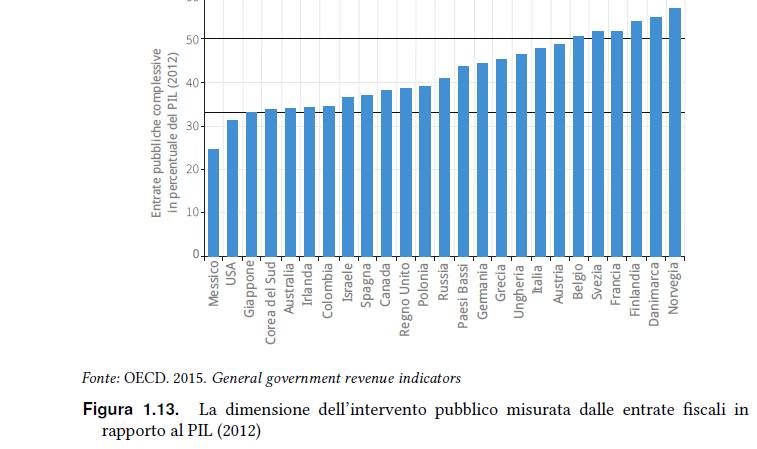 50
40
30
20
10
0
Entrate pubbliche complessive
in percentuale del PIL (2012)
Messico
USA
Giappone
Corea del Sud
Australia
Irlanda
Colombia
Israele
Spagna
Canada
Regno Unito
Polonia
Russia
Paesi Bassi
Germania
Grecia
Ungheria
Italia
Austria
Belgio
Svezia
Francia
Finlandia
Danimarca
Norvegia
Fonte: OECD. 2015. General government revenue indicators
Figura 1.13. La dimensione dell'intervento pubblico misurata dalle entrate fiscali in
rapporto al PIL (2012)